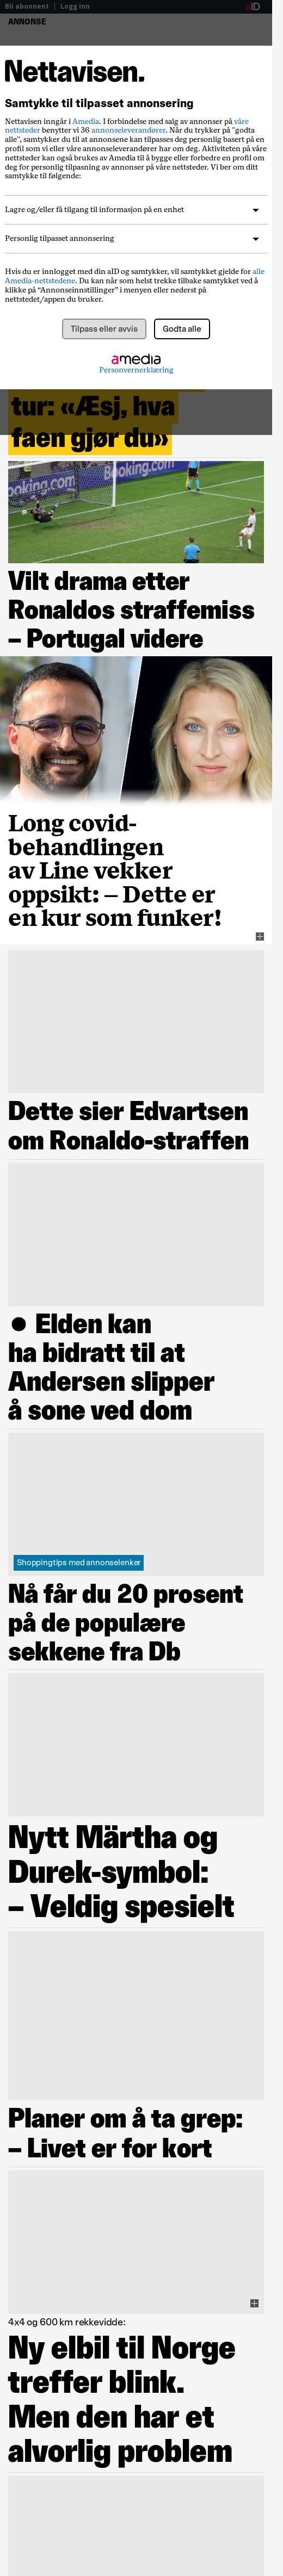 Bli abonnent | Logg inn
aID
ANNONSE
Nettavisen.
Samtykke til tilpasset annonsering
Nettavisen inngår i Amedia. I forbindelse med salg av annonser på våre
nettsteder benytter vi 36 annonseleverandører. Når du trykker på "godta
alle", samtykker du til at annonsene kan tilpasses deg personlig basert på en
profil som vi eller våre annonseleverandører har om deg. Aktiviteten på våre
nettsteder kan også brukes av Amedia til å bygge eller forbedre en profil om
deg for personlig tilpasning av annonser på våre nettsteder. Vi ber om ditt
samtykke til følgende:
Lagre og/eller få tilgang til informasjon på en enhet
Personlig tilpasset annonsering
Hvis du er innlogget med din aID og samtykker, vil samtykket gjelde for alle
Amedia-nettstedene. Du kan når som helst trekke tilbake samtykket ved å
klikke på “Annonseinnstillinger” i menyen eller nederst på
nettstedet/appen du bruker.
Tilpass eller avvis
Godta alle
amedia
Personvernerklæring
tur: «Æsj, hva
faen gjør du»
Booking.com
Booking.com
Vilt drama etter
Ronaldos straffemiss
– Portugal videre
Long covid-
behandlingen
av Line vekker
oppsikt: – Dette er
en kur som funker!
Dette sier Edvartsen
om Ronaldo-straffen
● Elden kan
ha bidratt til at
Andersen slipper
å sone ved dom
Shoppingtips med annonselenker
Nå får du 20 prosent
på de populære
sekkene fra Db
Nytt Märtha og
Durek-symbol:
– Veldig spesielt
Planer om å ta grep:
– Livet er for kort
4x4 og 600 km rekkevidde:
Ny elbil til Norge
treffer blink.
Men den har et
alvorlig problem